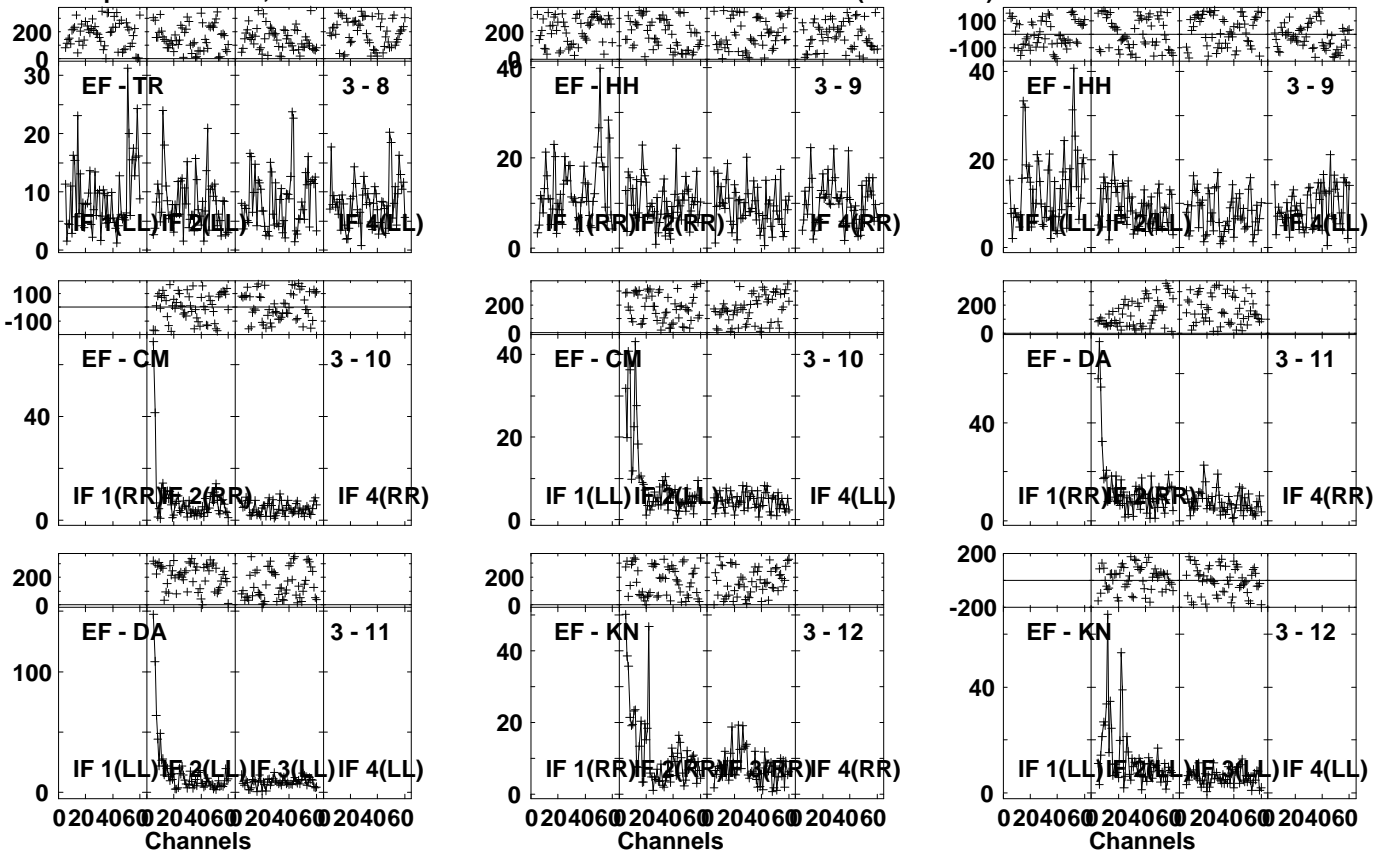 200
0
200
0
100
-100
30
20
10
0
EF - TR
3 - 8
IF 1(LL)
IF 2(LL)
IF 4(LL)
40
20
0
EF - HH
3 - 9
IF 1(RR)
IF 2(RR)
IF 4(RR)
40
20
0
EF - HH
3 - 9
IF 1(LL)
IF 2(LL)
IF 4(LL)
100
-100
200
0
200
0
40
0
EF - CM
3 - 10
IF 1(RR)
IF 2(RR)
IF 4(RR)
40
20
0
EF - CM
3 - 10
IF 1(LL)
IF 2(LL)
IF 4(LL)
40
0
EF - DA
3 - 11
IF 1(RR)
IF 2(RR)
IF 4(RR)
200
0
200
0
200
-200
100
0
EF - DA
3 - 11
IF 1(LL)
IF 2(LL)
IF 3(LL)
IF 4(LL)
40
20
0
EF - KN
3 - 12
IF 1(RR)
IF 2(RR)
IF 3(RR)
IF 4(RR)
40
0
EF - KN
3 - 12
IF 1(LL)
IF 2(LL)
IF 3(LL)
IF 4(LL)
0 20 40 60
0 20 40 60
0 20 40 60
0 20 40 60
0 20 40 60
0 20 40 60
0 20 40 60
0 20 40 60
0 20 40 60
0 20 40 60
0 20 40 60
0 20 40 60
Channels
Channels
Channels